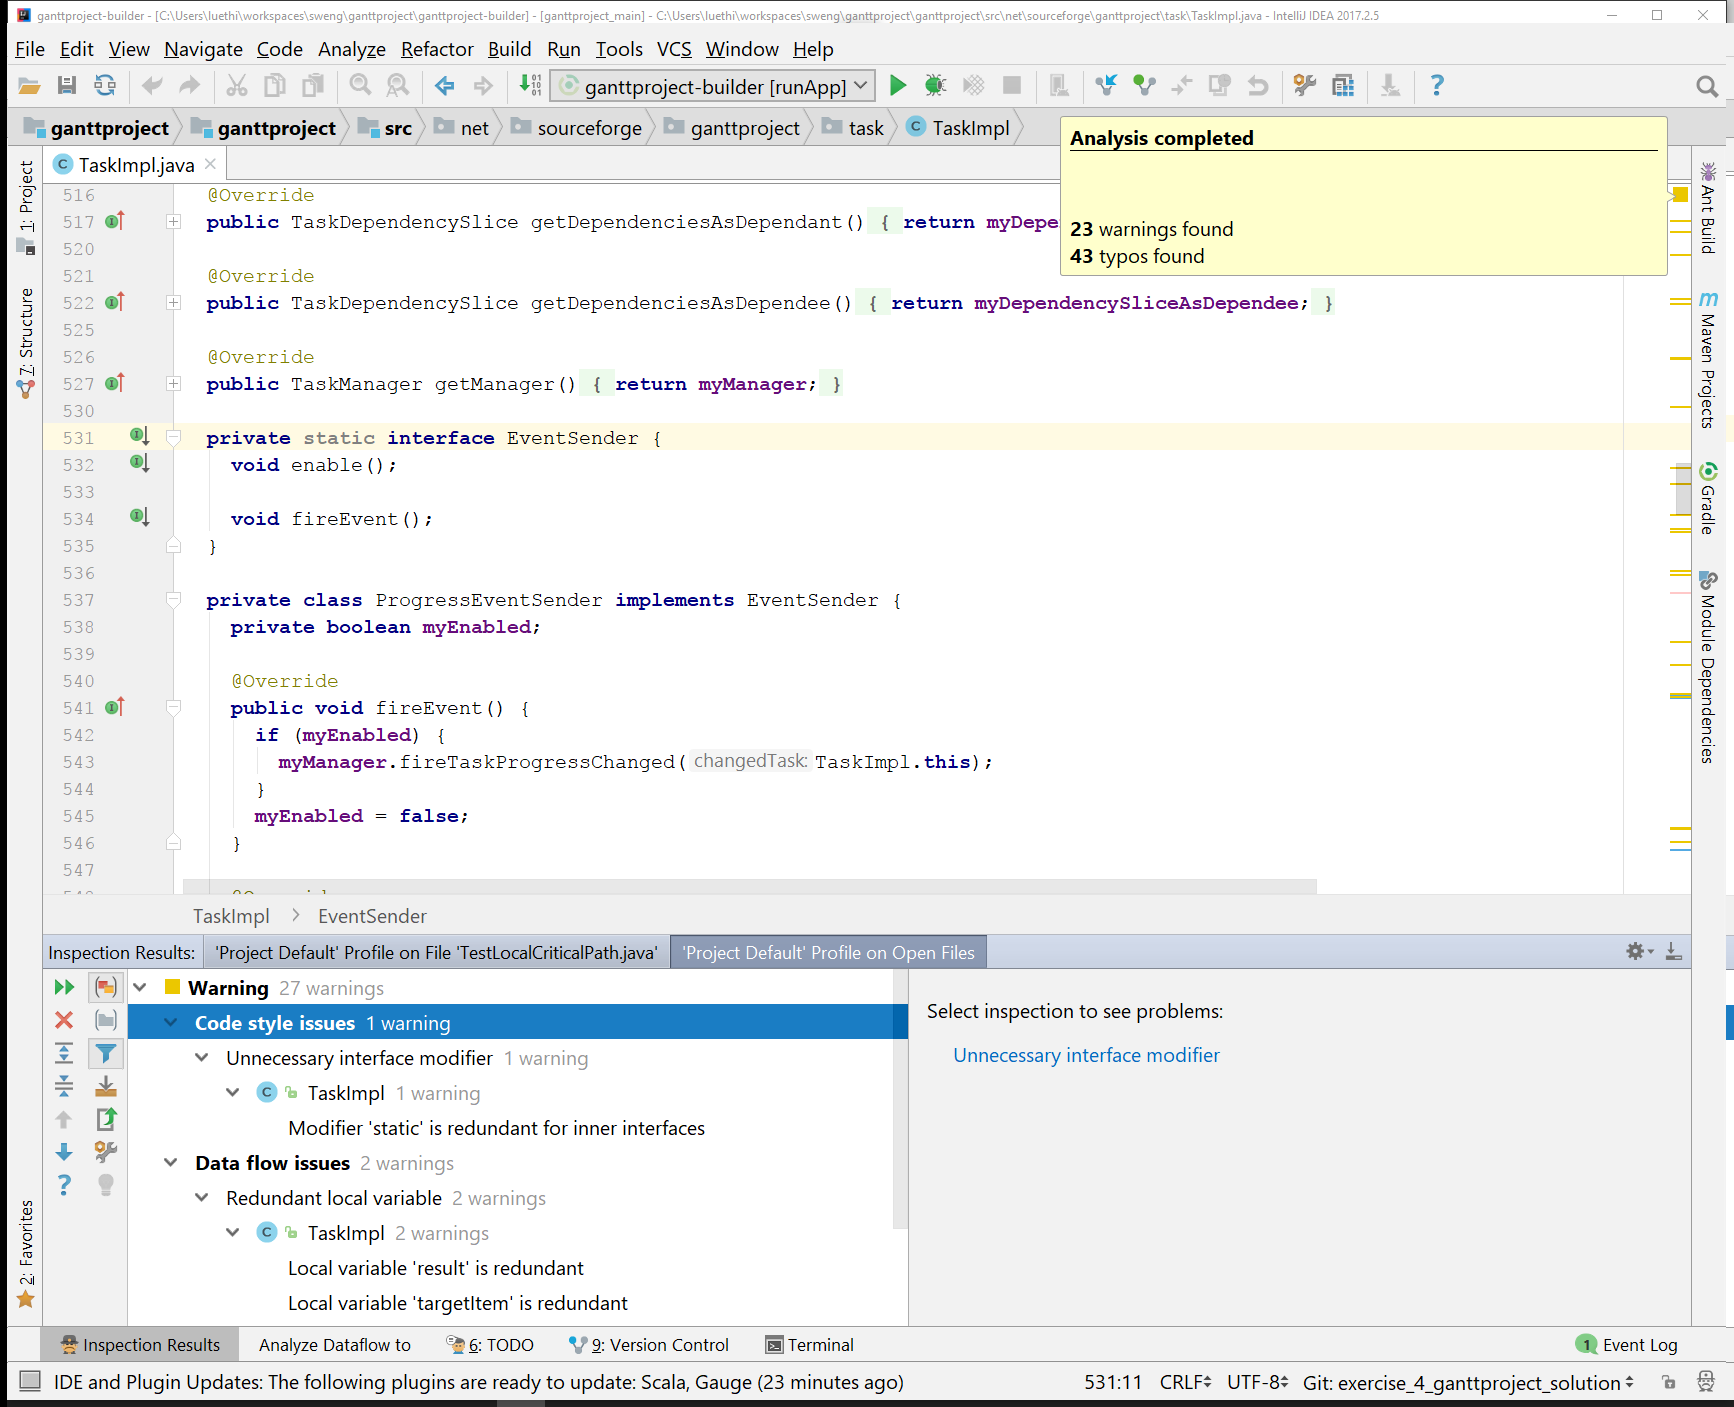 ganttproject-builder - [C:\Users\luethi\workspaces\sweng\ganttproject\ganttproject-builder] - [ganttproject_main] - C:\Users\luethi\workspaces\sweng\ganttproject\ganttproject\src\net\sourceforge\ganttproject\task\TaskImpl.java - IntelliJ IDEA 2017.2.5
File Edit View Navigate Code Analyze Refactor Build Run Tools VCS Window Help
ganttproject-builder [runApp]
ganttproject ganttproject src net sourceforge ganttproject task TaskImpl
TaskImpl.java
Analysis completed
23 warnings found
43 typos found
1: Project
7: Structure
2: Favorites
Ant Build
Maven Projects
Gradle
Module Dependencies
516 @Override
517 public TaskDependencySlice getDependenciesAsDependant() { return myDepe
520
521 @Override
522 public TaskDependencySlice getDependenciesAsDependee() { return myDependencySliceAsDependee; }
525
526 @Override
527 public TaskManager getManager() { return myManager; }
530
531 private static interface EventSender {
532 void enable();
533
534 void fireEvent();
535 }
536
537 private class ProgressEventSender implements EventSender {
538 private boolean myEnabled;
539
540 @Override
541 public void fireEvent() {
542 if (myEnabled) {
543 myManager.fireTaskProgressChanged( changedTask: TaskImpl.this);
544 }
545 myEnabled = false;
546 }
547
TaskImpl > EventSender
Inspection Results: 'Project Default' Profile on File 'TestLocalCriticalPath.java' 'Project Default' Profile on Open Files
Warning 27 warnings
Code style issues 1 warning
Unnecessary interface modifier 1 warning
TaskImpl 1 warning
Modifier 'static' is redundant for inner interfaces
Data flow issues 2 warnings
Redundant local variable 2 warnings
TaskImpl 2 warnings
Local variable 'result' is redundant
Local variable 'targetItem' is redundant
Select inspection to see problems:
Unnecessary interface modifier
Inspection Results Analyze Dataflow to 6: TODO 9: Version Control Terminal 1 Event Log
IDE and Plugin Updates: The following plugins are ready to update: Scala, Gauge (23 minutes ago) 531:11 CRLF UTF-8 Git: exercise_4_ganttproject_solution